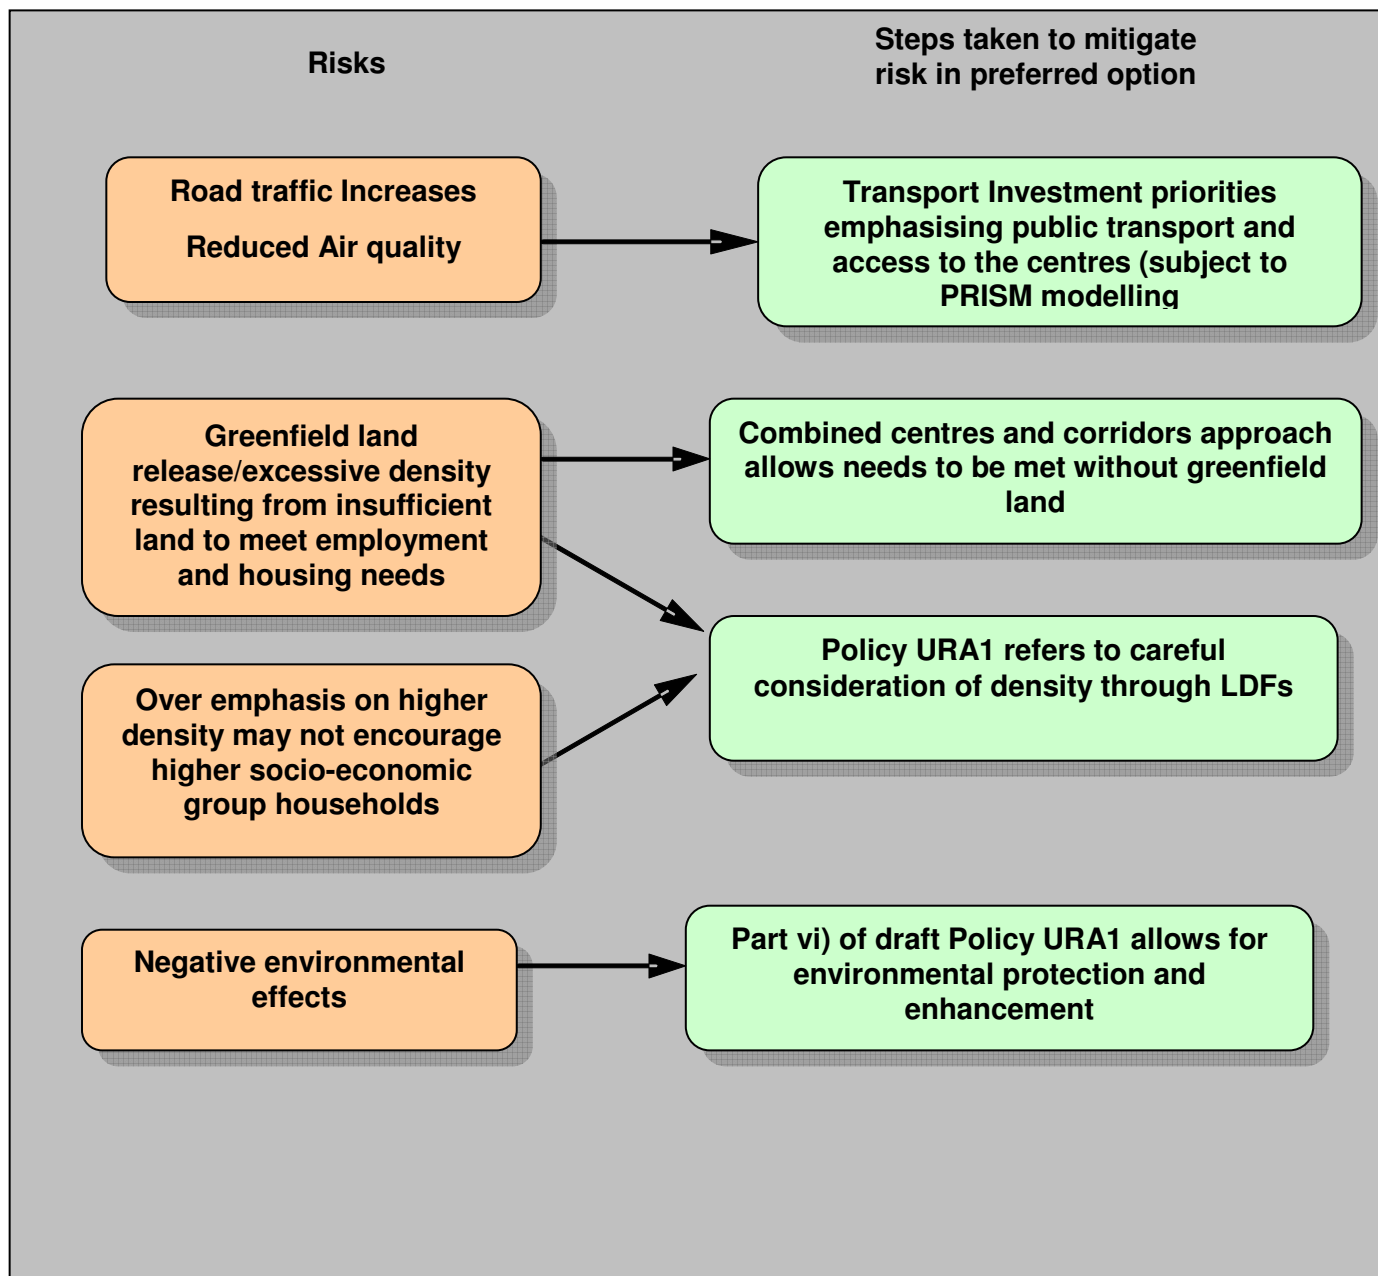 Risks
Steps taken to mitigate
risk in preferred option
Road traffic Increases
Reduced Air quality
Transport Investment priorities
emphasising public transport and
access to the centres (subject to
PRISM modelling
Greenfield land
release/excessive density
resulting from insufficient
land to meet employment
and housing needs
Combined centres and corridors approach
allows needs to be met without greenfield
land
Policy URA1 refers to careful
consideration of density through LDFs
Over emphasis on higher
density may not encourage
higher socio-economic
group households
Negative environmental
effects
Part vi) of draft Policy URA1 allows for
environmental protection and
enhancement